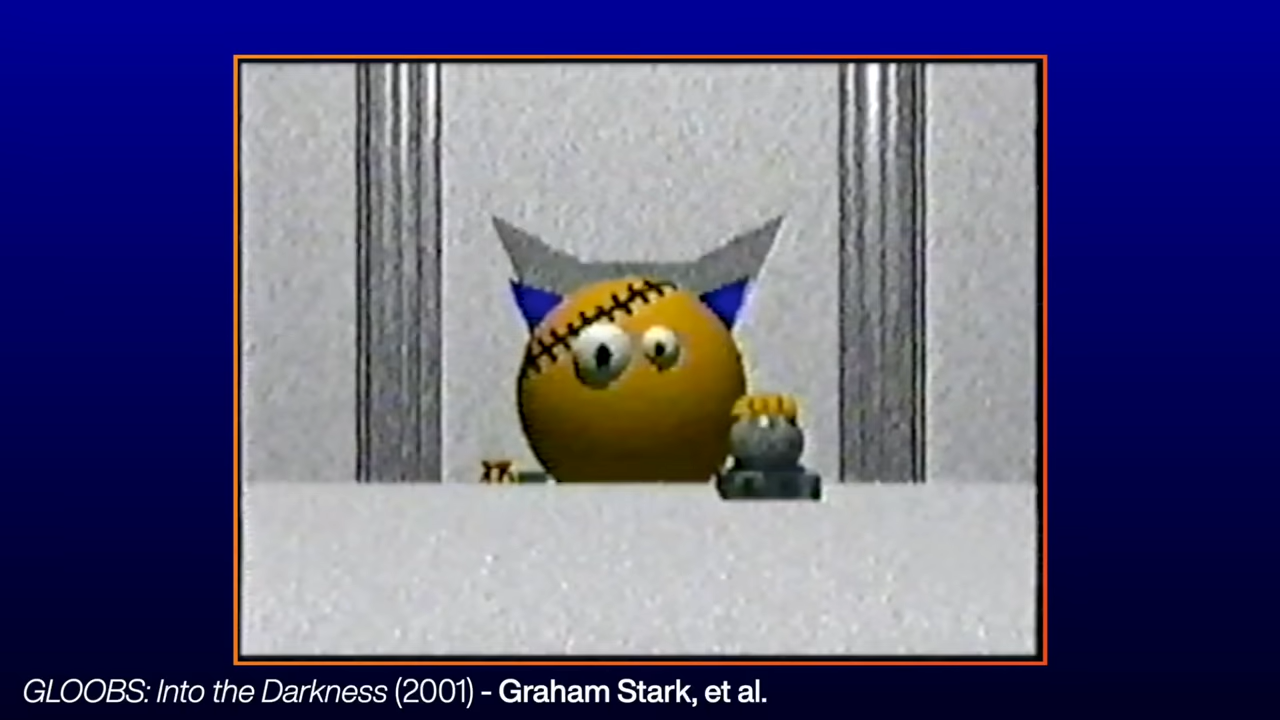 GLOOBS: Into the Darkness (2001) - Graham Stark, et al.